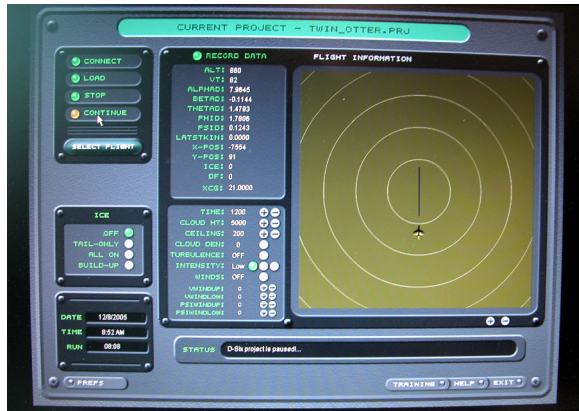 CURRENT PROJECT - TWIN_OTTER.PRJ
CONNECT
LOAD
STOP
CONTINUE
SELECT FLIGHT
RECORD DATA
ALT: 880
VT: 82
ALFHAD: 7.9845
BETAD: -0.1144
THETAD: 1.4793
PHID: 1.7806
PSID: 0.1243
LATSTKIN: 0.0000
X-POS: -7554
Y-POS: 91
ICE: 0
DF: 0
XCG: 21.0000
FLIGHT INFORMATION
ICE
OFF
TAIL-ONLY
ALL ON
BUILD-UP
TIME: 1200
CLOUD HT: 5000
CEILING: 200
CLOUD DEN: 0
TURBULENCE: OFF
INTENSITY: Low
WINDS: OFF
VWINDUP: 0
VWINDLOW: 0
PSIWINDUP: 0
PSIWINDLOW: 0
DATE 12/8/2005
TIME 8:52 AM
RUN 08:08
STATUS D-Six project is paused!...
PREFS
TRAINING
HELP
EXIT